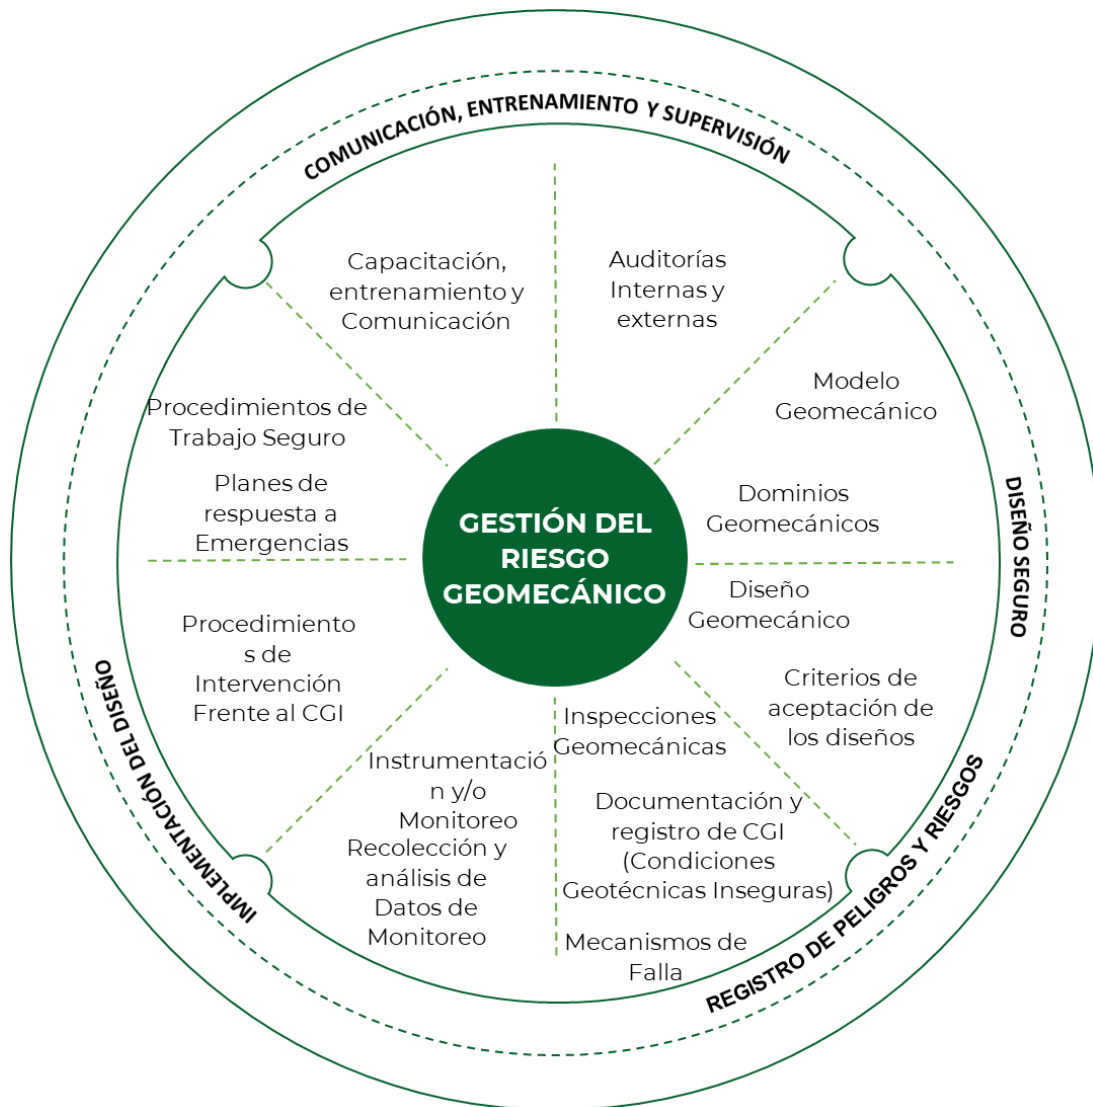 COMUNICACIÓN, ENTRENAMIENTO Y SUPERVISIÓN
Capacitación,
entrenamiento y
Comunicación
Auditorías
Internas y
externas
Modelo
Geomecánico
Dominios
Geomecánicos
DISEÑO SEGURO
Diseño
Geomecánico
Criterios de
aceptación de
los diseños
REGISTRO DE PELIGROS Y RIESGOS
Inspecciones
Geomecánicas
Documentación y
registro de CGI
(Condiciones
Geotécnicas Inseguras)
Mecanismos de
Falla
Instrumentació
n y/o
Monitoreo
Recolección y
análisis de
Datos de
Monitoreo
IMPLEMENTACIÓN DEL DISEÑO
Procedimiento
s de
Intervención
Frente al CGI
Procedimientos de
Trabajo Seguro
Planes de
respuesta a
Emergencias
GESTIÓN DEL
RIESGO
GEOMECÁNICO